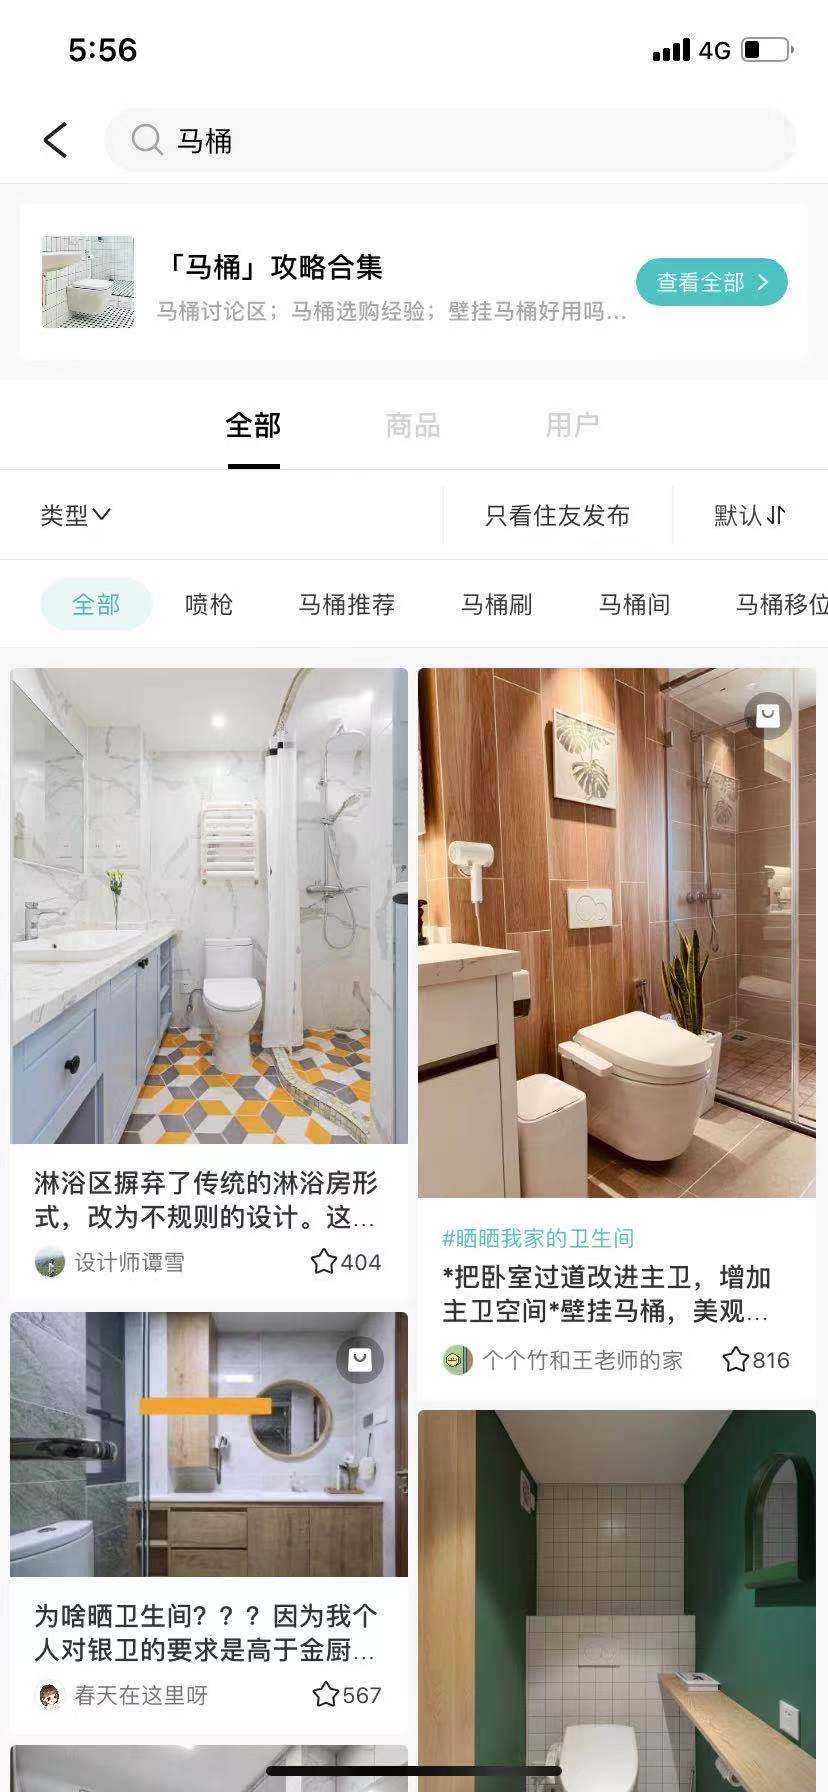 5:56
4G
马桶
「马桶」攻略合集
马桶讨论区；马桶选购经验；壁挂马桶好用吗...
查看全部
全部
商品
用户
类型
只看住友发布
默认
全部
喷枪
马桶推荐
马桶刷
马桶间
马桶移位
淋浴区摒弃了传统的淋浴房形
式，改为不规则的设计。这...
设计师谭雪
404
#晒晒我家的卫生间
*把卧室过道改进主卫，增加
主卫空间*壁挂马桶，美观...
个个竹和王老师的家
816
为啥晒卫生间？？？因为我个
人对银卫的要求是高于金厨...
春天在这里呀
567